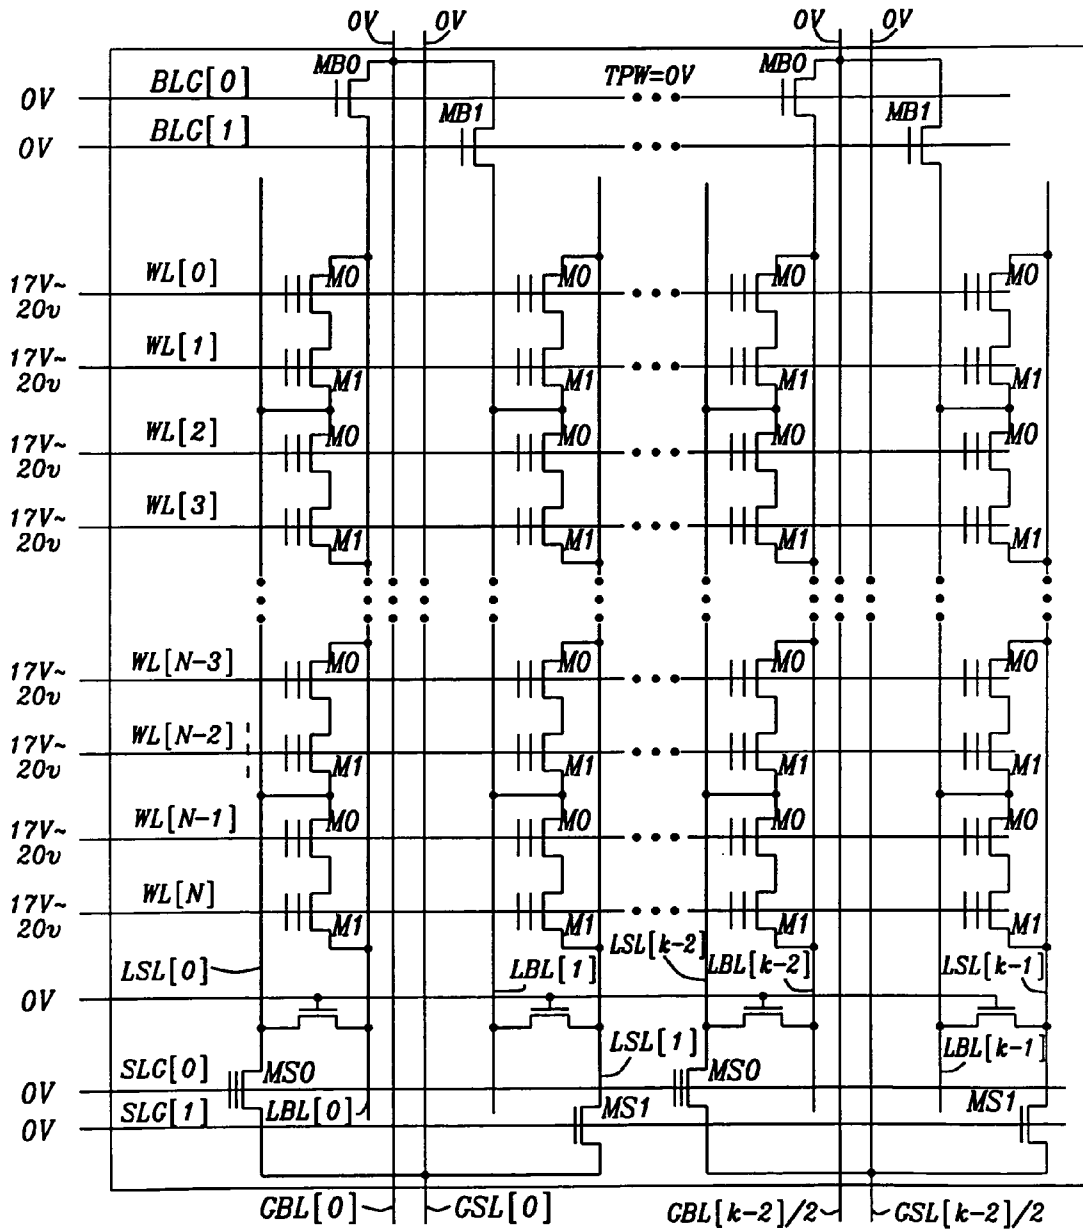 0V 0V 0V 0V
MB0 TPW=0V MB0
0V BLG[0]
MB1 MB1
0V BLG[1]
17V~ WL[0] M0 M0 M0 M0
20v
17V~ WL[1] M1 M1 M1 M1
20v
17V~ WL[2] M0 M0 M0 M0
20v
17V~ WL[3] M1 M1 M1 M1
20v
17V~ WL[N-3] M0 M0 M0 M0
20v
17V~ WL[N-2] M1 M1 M1 M1
20v
17V~ WL[N-1] M0 M0 M0 M0
20v
17V~ WL[N] M1 M1 M1 M1
20v
LSL[0] LBL[1] LSL[k-2] LBL[k-2] LSL[k-1]
0V
LSL[1] LBL[k-1]
SLG[0] MS0 MS0
0V
SLG[1] LBL[0] MS1 MS1
0V
GBL[0] GSL[0] GBL[k-2]/2 GSL[k-2]/2